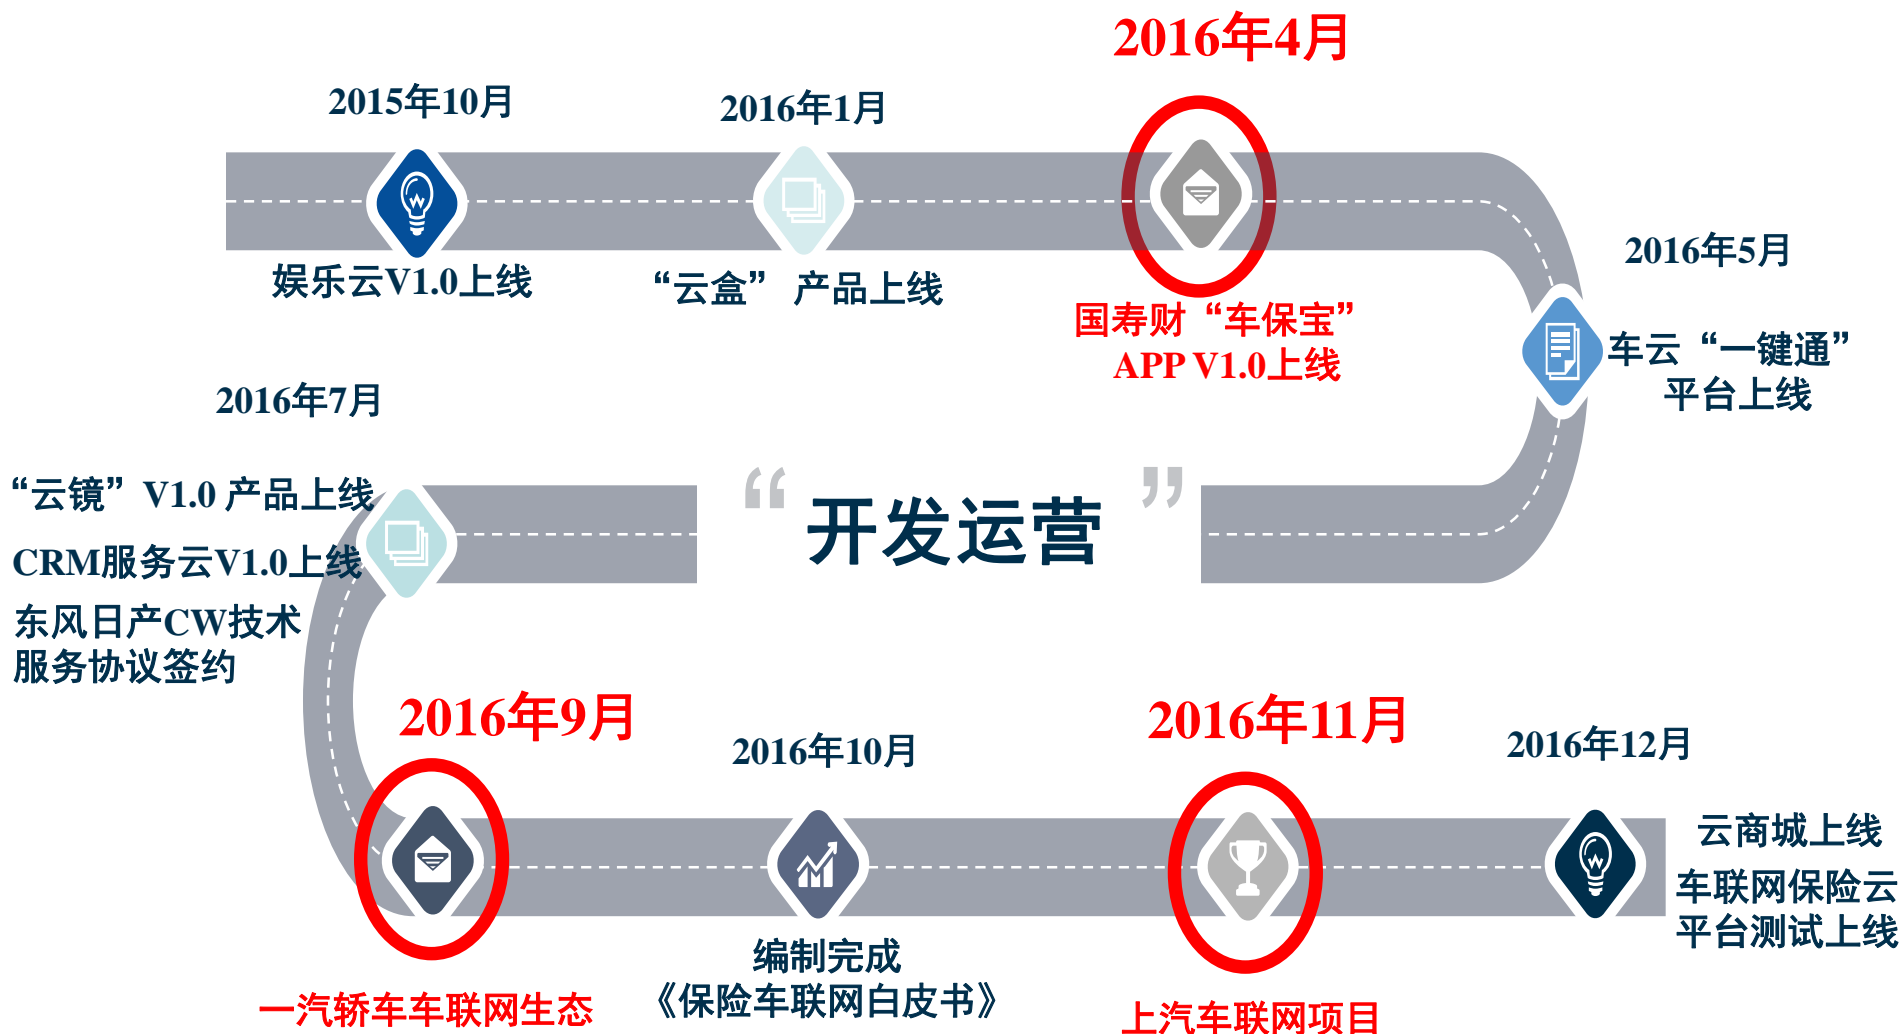 2015年10月
娱乐云V1.0上线
2016年1月
“云盒” 产品上线
2016年4月
国寿财“车保宝”
APP V1.0上线
2016年5月
车云“一键通”
平台上线
“开发运营”
2016年7月
“云镜”V1.0 产品上线
CRM服务云V1.0上线
东风日产CW技术
服务协议签约
2016年9月
一汽轿车车联网生态
2016年10月
编制完成
《保险车联网白皮书》
2016年11月
上汽车联网项目
2016年12月
云商城上线
车联网保险云
平台测试上线